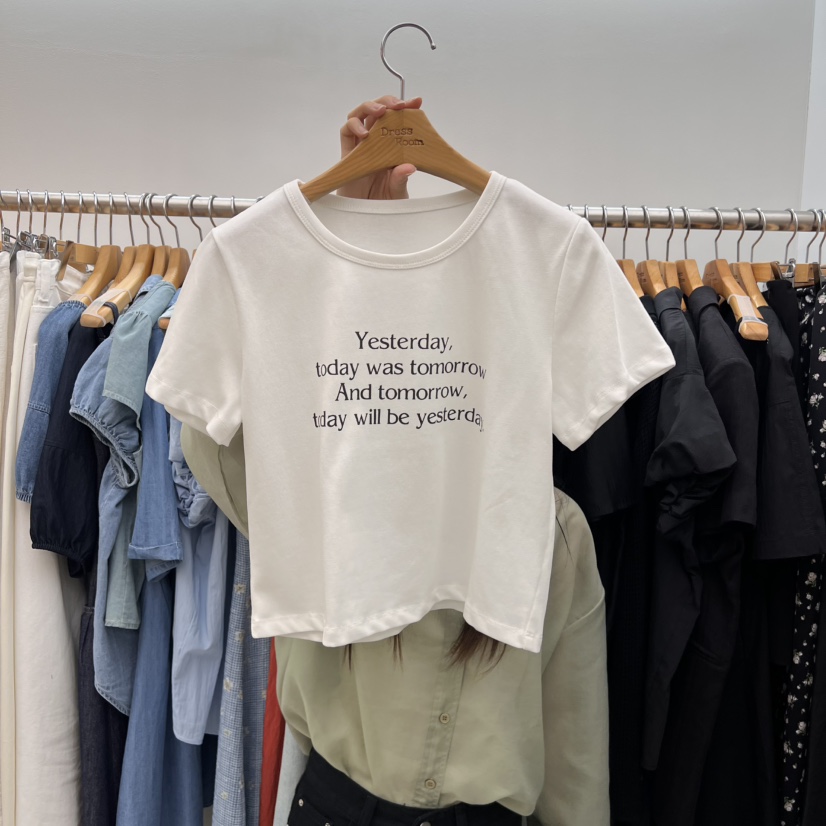 Dress
Room
Yesterday,
today was tomorrow
And tomorrow,
today will be yesterday